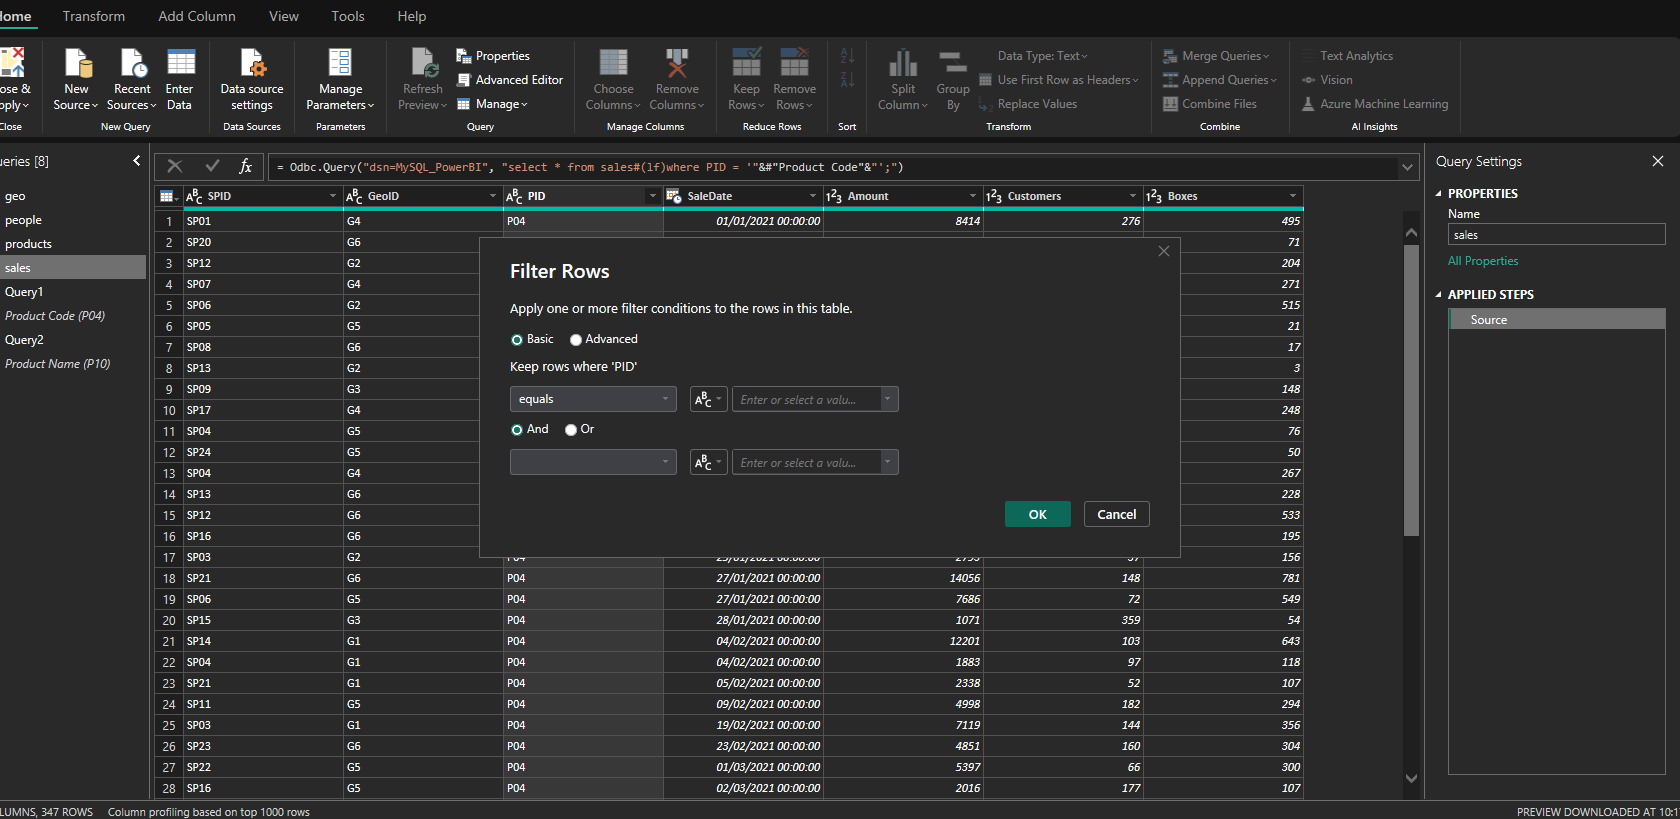 Home Transform Add Column View Tools Help
ose & pply
New Source
Recent Sources
Enter Data
Data source settings
Manage Parameters
Refresh Preview
Properties
Advanced Editor
Manage
Choose Columns
Remove Columns
Keep Rows
Remove Rows
Split Column
Group By
Data Type: Text
Use First Row as Headers
Replace Values
Merge Queries
Append Queries
Combine Files
Text Analytics
Vision
Azure Machine Learning
Close New Query Data Sources Parameters Query Manage Columns Reduce Rows Sort Transform Combine AI Insights
eries [8]
geo
people
products
sales
Query1
Product Code (P04)
Query2
Product Name (P10)
fx = Odbc.Query("dsn=MySQL_PowerBI", "select * from sales#(lf)where PID = '"&#"Product Code"&"';")
SPID GeoID PID SaleDate Amount Customers Boxes
1 SP01 G4 P04 01/01/2021 00:00:00 8414 276 495
2 SP20 G6 71
3 SP12 G2 204
4 SP07 G4 271
5 SP06 G2 515
6 SP05 G5 21
7 SP08 G6 17
8 SP13 G2 3
9 SP09 G3 148
10 SP17 G4 248
11 SP04 G5 76
12 SP24 G5 50
13 SP04 G4 267
14 SP13 G6 228
15 SP12 G6 533
16 SP16 G6 195
17 SP03 G2 156
18 SP21 G6 P04 27/01/2021 00:00:00 14056 148 781
19 SP06 G5 P04 27/01/2021 00:00:00 7686 72 549
20 SP15 G3 P04 28/01/2021 00:00:00 1071 359 54
21 SP14 G1 P04 04/02/2021 00:00:00 12201 103 643
22 SP04 G1 P04 04/02/2021 00:00:00 1883 97 118
23 SP21 G1 P04 05/02/2021 00:00:00 2338 52 107
24 SP11 G5 P04 09/02/2021 00:00:00 4998 182 294
25 SP03 G1 P04 19/02/2021 00:00:00 7119 144 356
26 SP23 G6 P04 23/02/2021 00:00:00 4851 160 304
27 SP22 G5 P04 01/03/2021 00:00:00 5397 66 300
28 SP16 G5 P04 02/03/2021 00:00:00 2016 177 107
Filter Rows
Apply one or more filter conditions to the rows in this table.
Basic Advanced
Keep rows where 'PID'
equals ABC Enter or select a valu...
And Or
ABC Enter or select a valu...
OK Cancel
Query Settings
PROPERTIES
Name
sales
All Properties
APPLIED STEPS
Source
LUMNS, 347 ROWS Column profiling based on top 1000 rows
PREVIEW DOWNLOADED AT 10:1